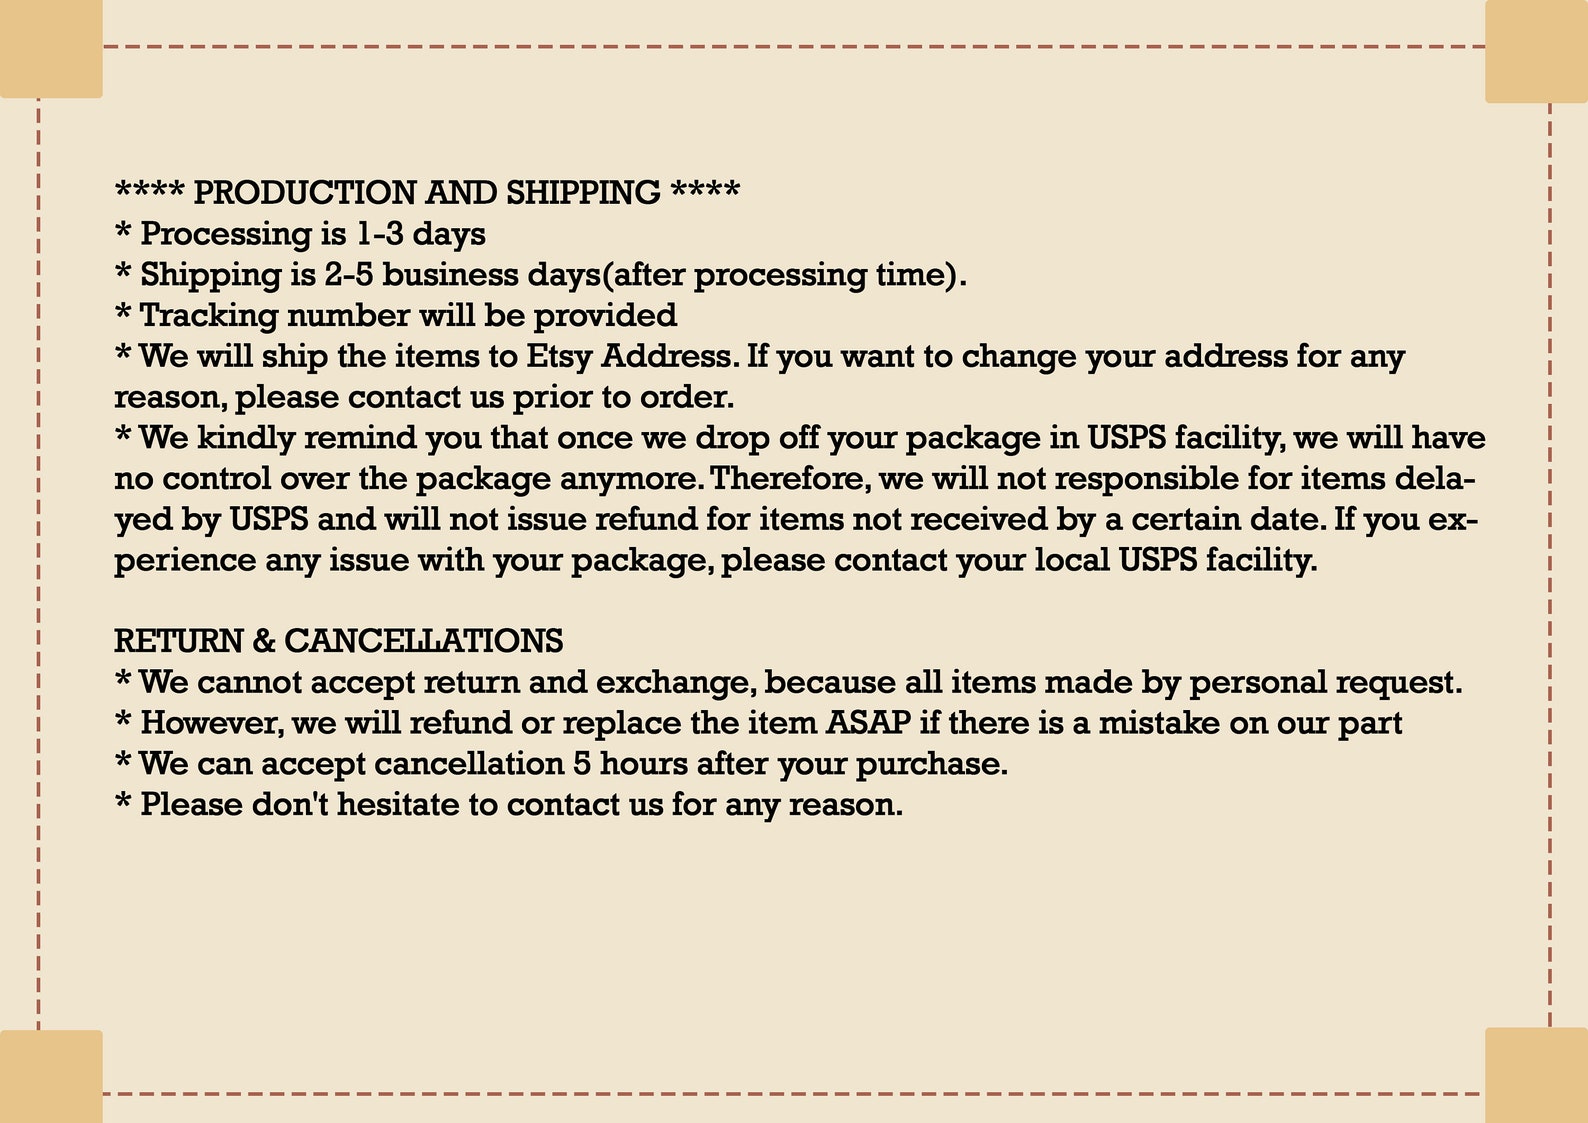 **** PRODUCTION AND SHIPPING ****
* Processing is 1-3 days
* Shipping is 2-5 business days(after processing time).
* Tracking number will be provided
* We will ship the items to Etsy Address. If you want to change your address for any
reason, please contact us prior to order.
* We kindly remind you that once we drop off your package in USPS facility, we will have
no control over the package anymore. Therefore, we will not responsible for items dela-
yed by USPS and will not issue refund for items not received by a certain date. If you ex-
perience any issue with your package, please contact your local USPS facility.
RETURN & CANCELLATIONS
* We cannot accept return and exchange, because all items made by personal request.
* However, we will refund or replace the item ASAP if there is a mistake on our part
* We can accept cancellation 5 hours after your purchase.
* Please don't hesitate to contact us for any reason.